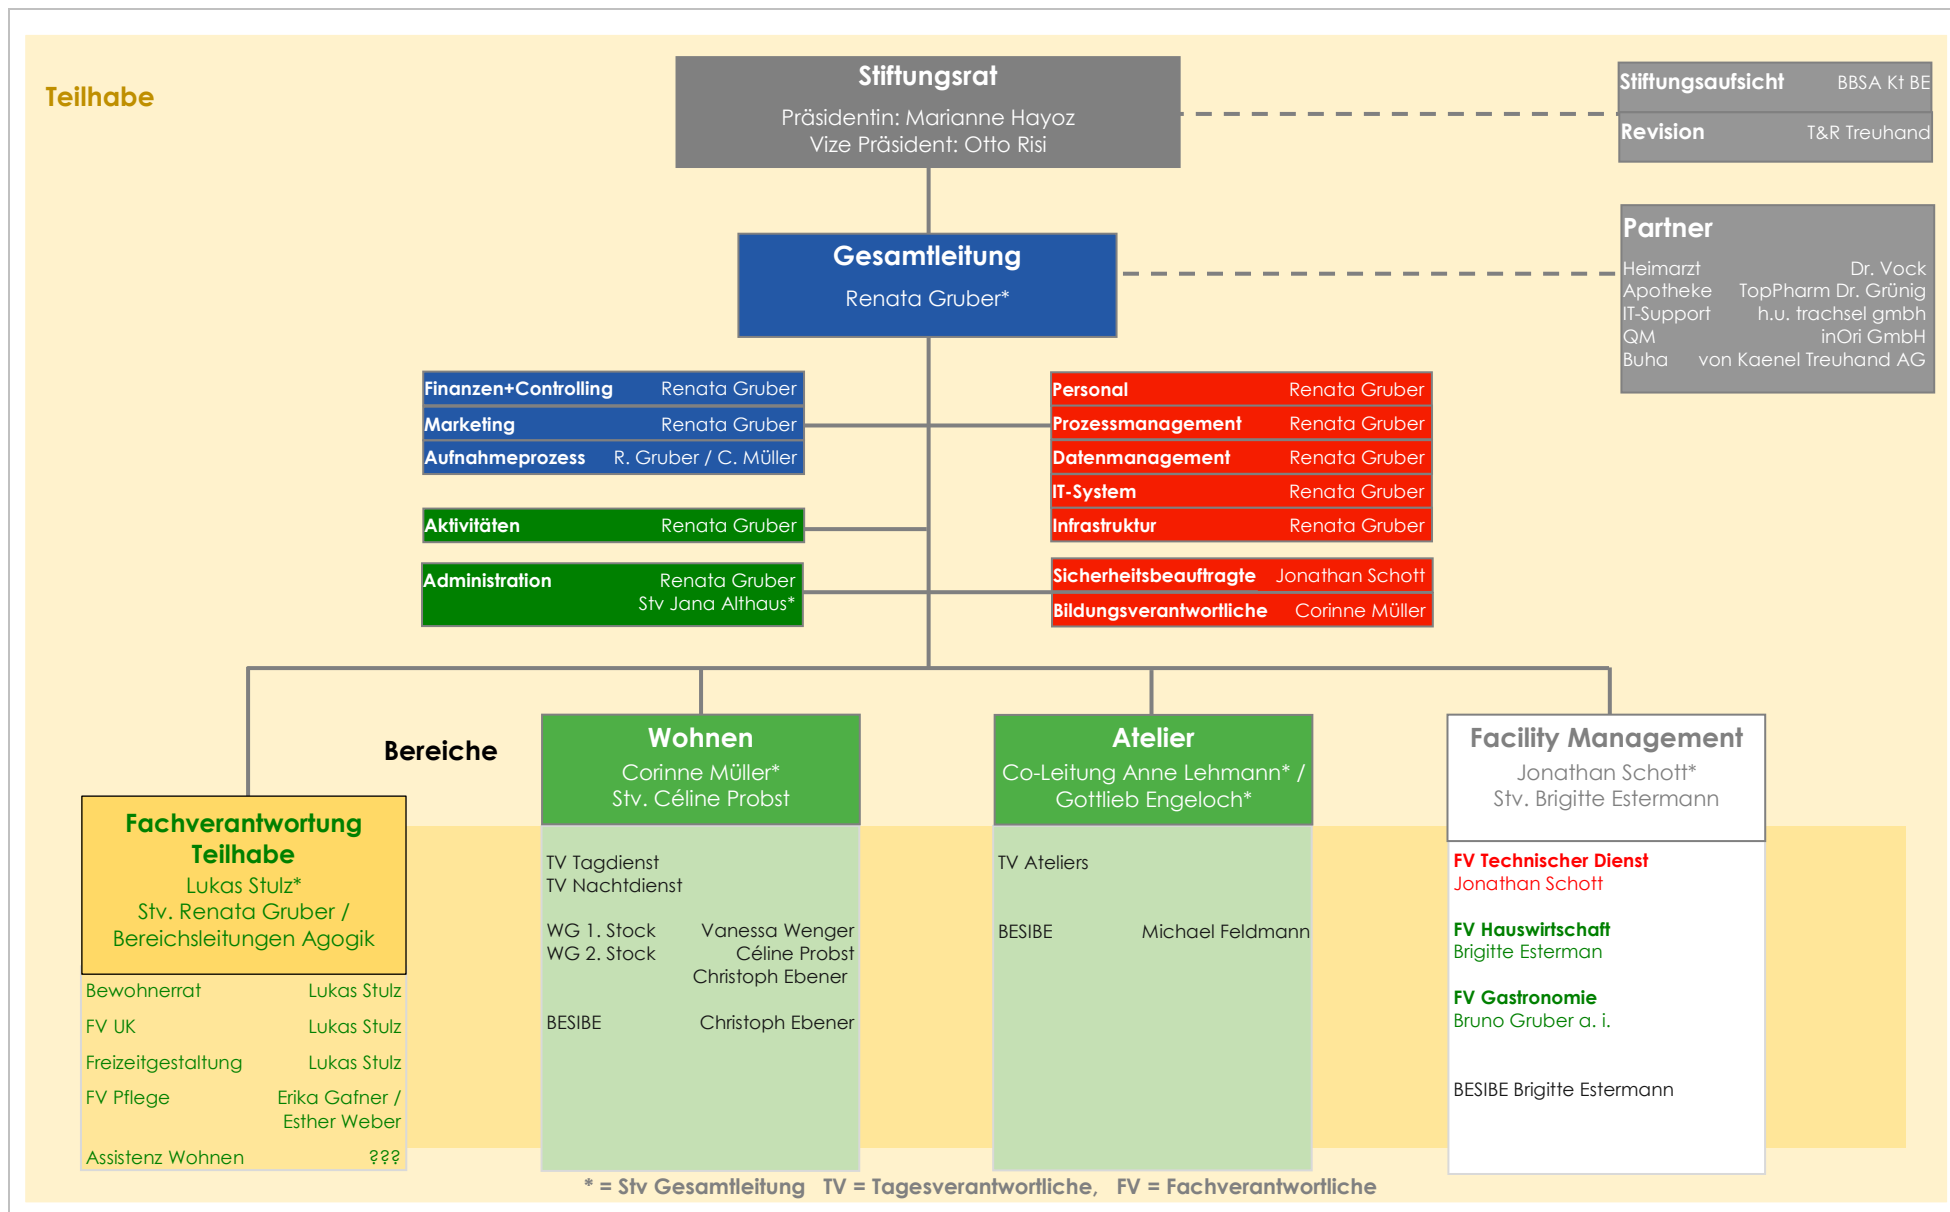 Teilhabe
Stiftungsrat
Präsidentin: Marianne Hayoz
Vize Präsident: Otto Risi
Stiftungsaufsicht BBSA Kt BE
Revision T&R Treuhand
Gesamtleitung
Renata Gruber*
Partner
Heimarzt Dr. Vock
Apotheke TopPharm Dr. Grünig
IT-Support h.u. trachsel gmbh
QM inOri GmbH
Buha von Kaenel Treuhand AG
Finanzen+Controlling Renata Gruber
Marketing Renata Gruber
Aufnahmeprozess R. Gruber / C. Müller
Aktivitäten Renata Gruber
Administration Renata Gruber
Stv Jana Althaus*
Personal Renata Gruber
Prozessmanagement Renata Gruber
Datenmanagement Renata Gruber
IT-System Renata Gruber
Infrastruktur Renata Gruber
Sicherheitsbeauftragte Jonathan Schott
Bildungsverantwortliche Corinne Müller
Bereiche
Fachverantwortung
Teilhabe
Lukas Stulz*
Stv. Renata Gruber /
Bereichsleitungen Agogik
Bewohnerrat Lukas Stulz
FV UK Lukas Stulz
Freizeitgestaltung Lukas Stulz
FV Pflege Erika Gafner /
Esther Weber
Assistenz Wohnen ???
Wohnen
Corinne Müller*
Stv. Céline Probst
TV Tagdienst
TV Nachtdienst
WG 1. Stock Vanessa Wenger
WG 2. Stock Céline Probst
Christoph Ebener
BESIBE Christoph Ebener
Atelier
Co-Leitung Anne Lehmann* /
Gottlieb Engeloch*
TV Ateliers
BESIBE Michael Feldmann
Facility Management
Jonathan Schott*
Stv. Brigitte Estermann
FV Technischer Dienst
Jonathan Schott
FV Hauswirtschaft
Brigitte Esterman
FV Gastronomie
Bruno Gruber a. i.
BESIBE Brigitte Estermann
* = Stv Gesamtleitung TV = Tagesverantwortliche, FV = Fachverantwortliche